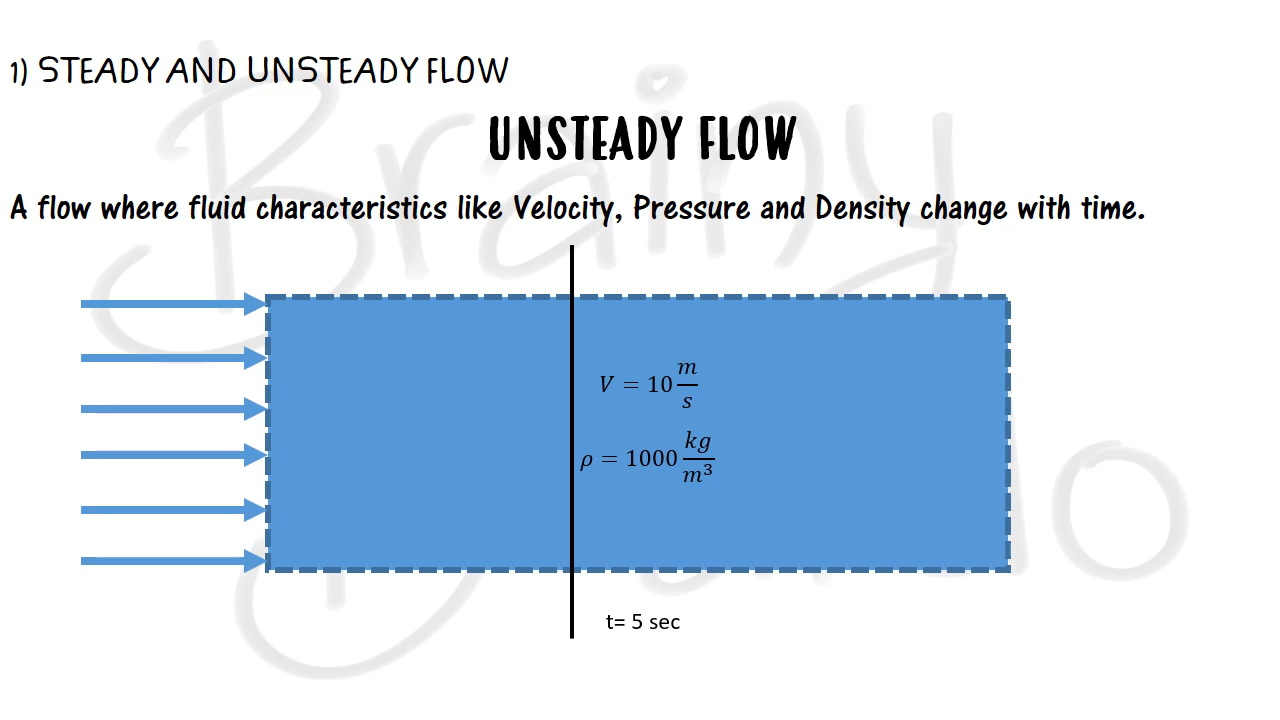 1) STEADY AND UNSTEADY FLOW
UNSTEADY FLOW
A flow where fluid characteristics like Velocity, Pressure and Density change with time.
V = 10 m/s
ρ = 1000 kg/m³
t= 5 sec
Brainy